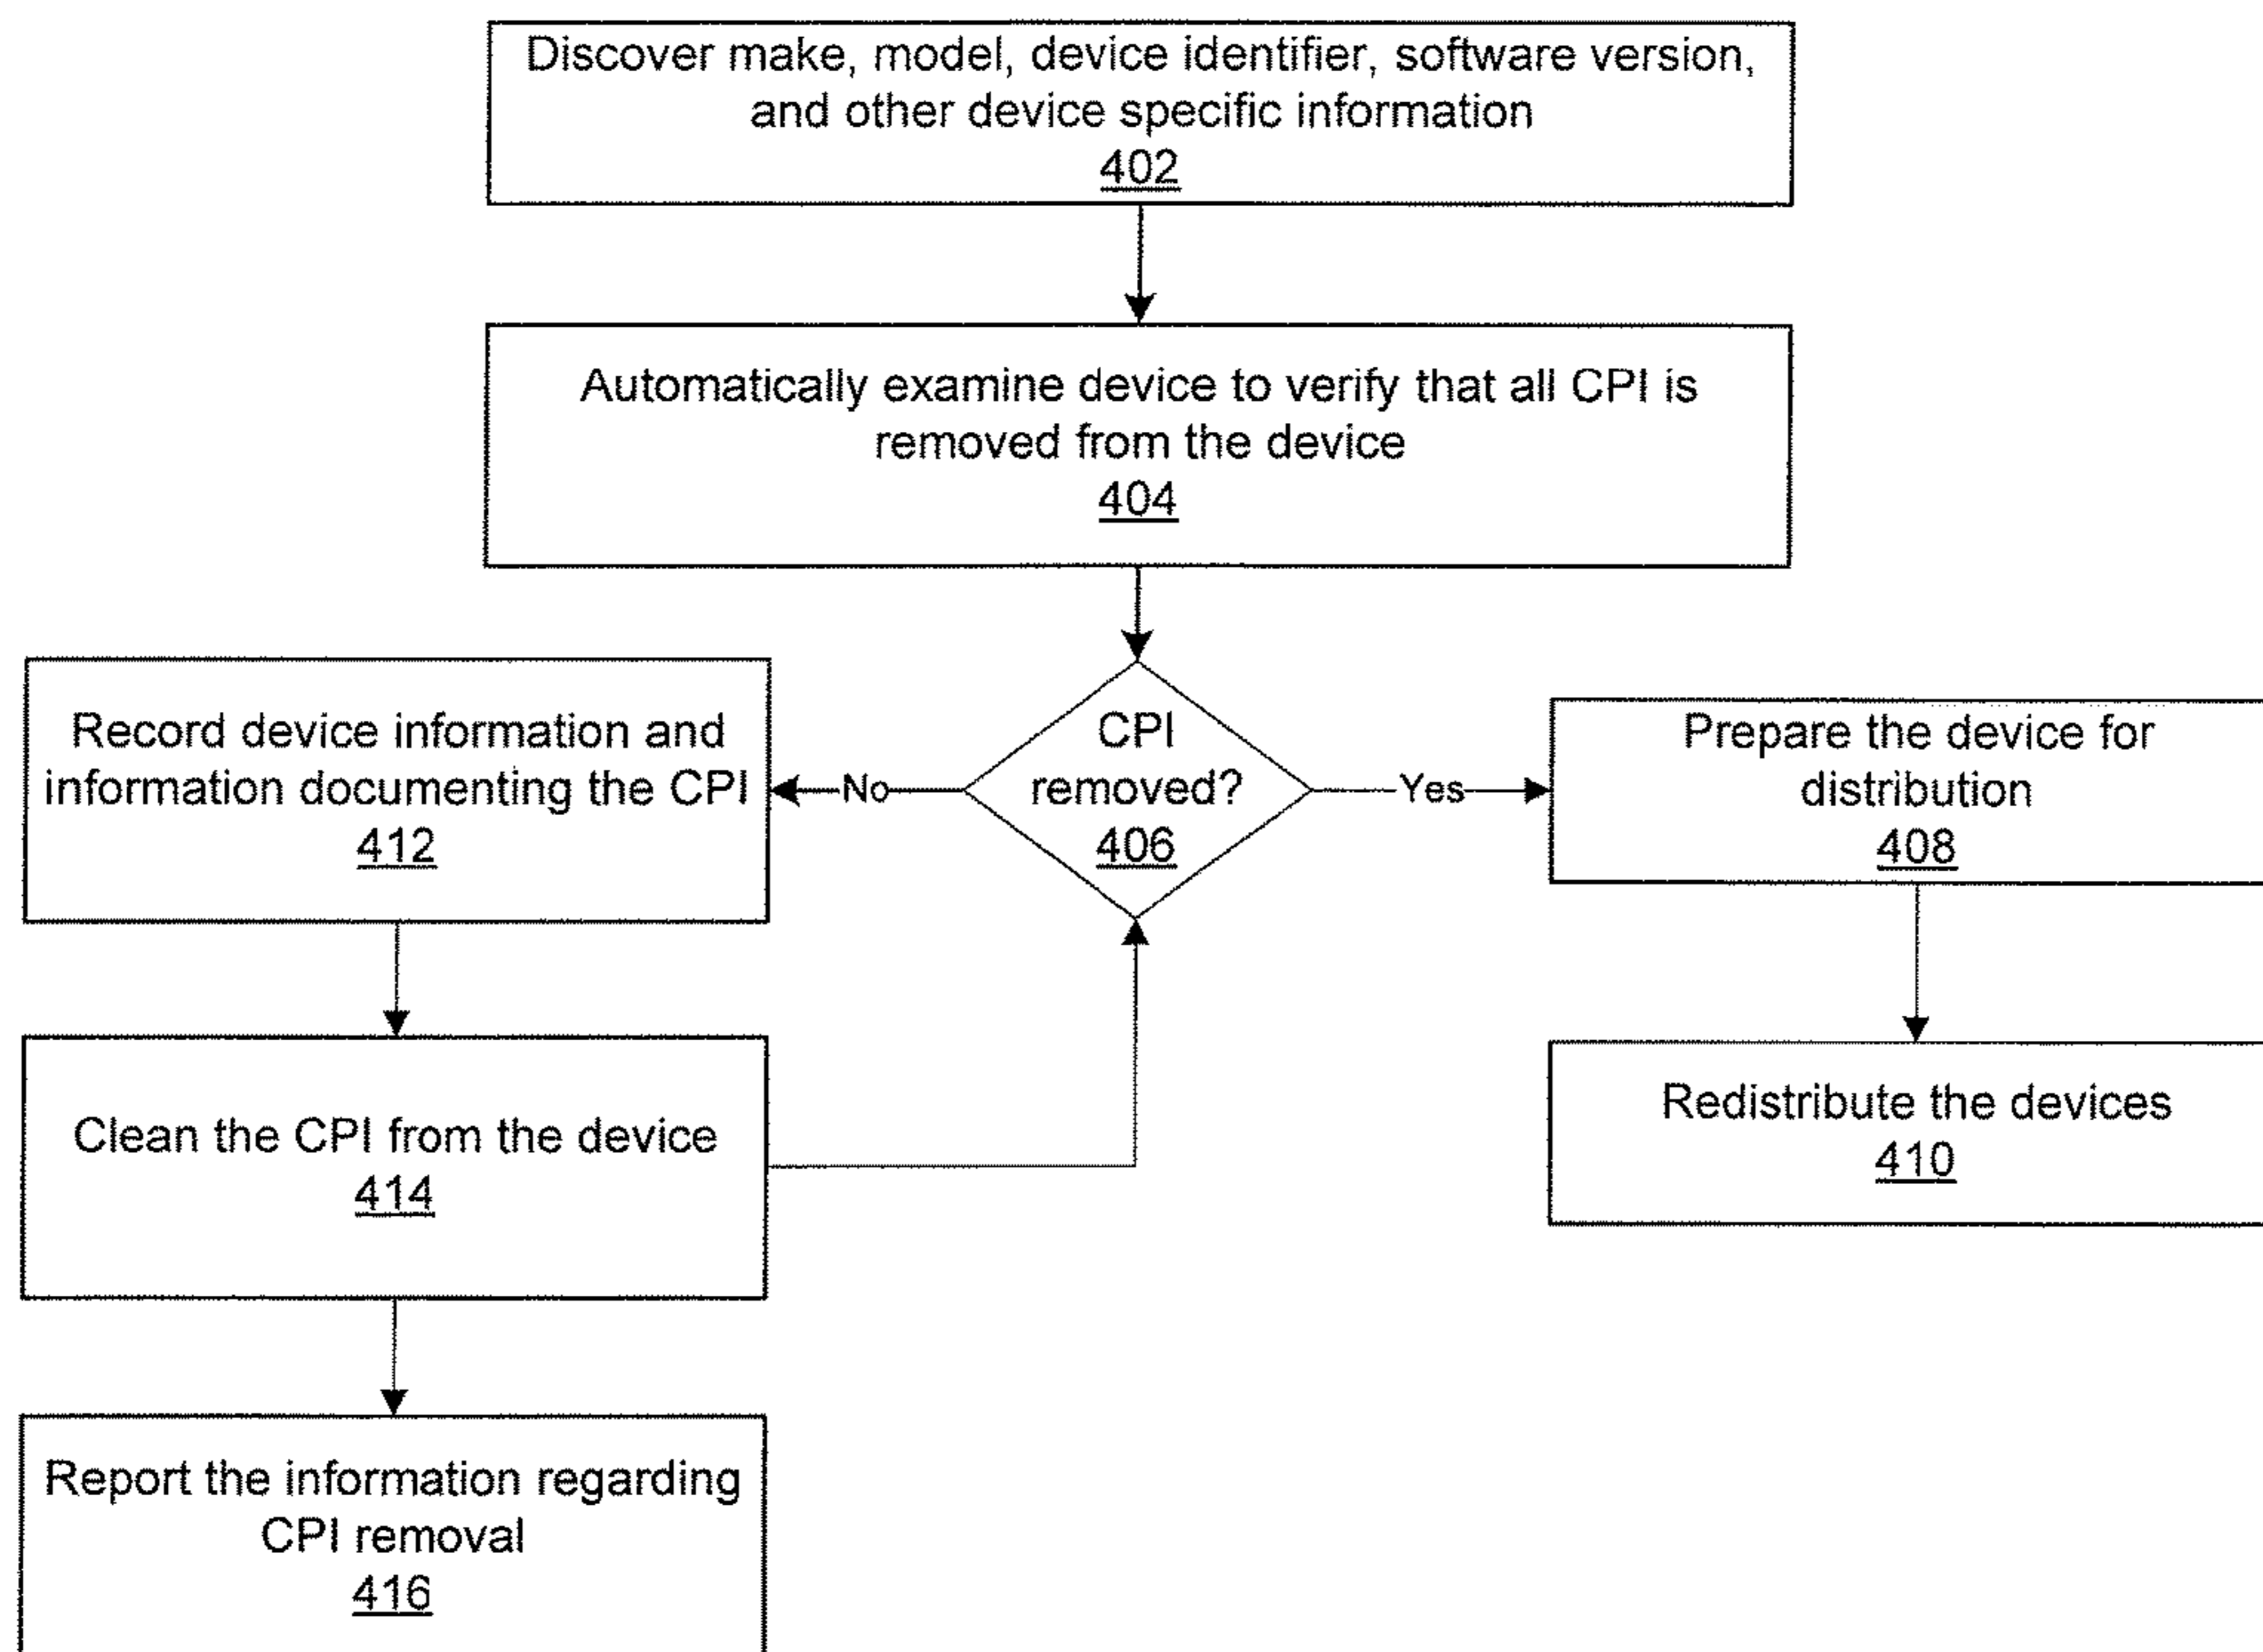 Discover make, model, device identifier, software version,
and other device specific information
402
Automatically examine device to verify that all CPI is
removed from the device
404
Record device information and
information documenting the CPI
412
No
CPI
removed?
406
Yes
Prepare the device for
distribution
408
Clean the CPI from the device
414
Redistribute the devices
410
Report the information regarding
CPI removal
416